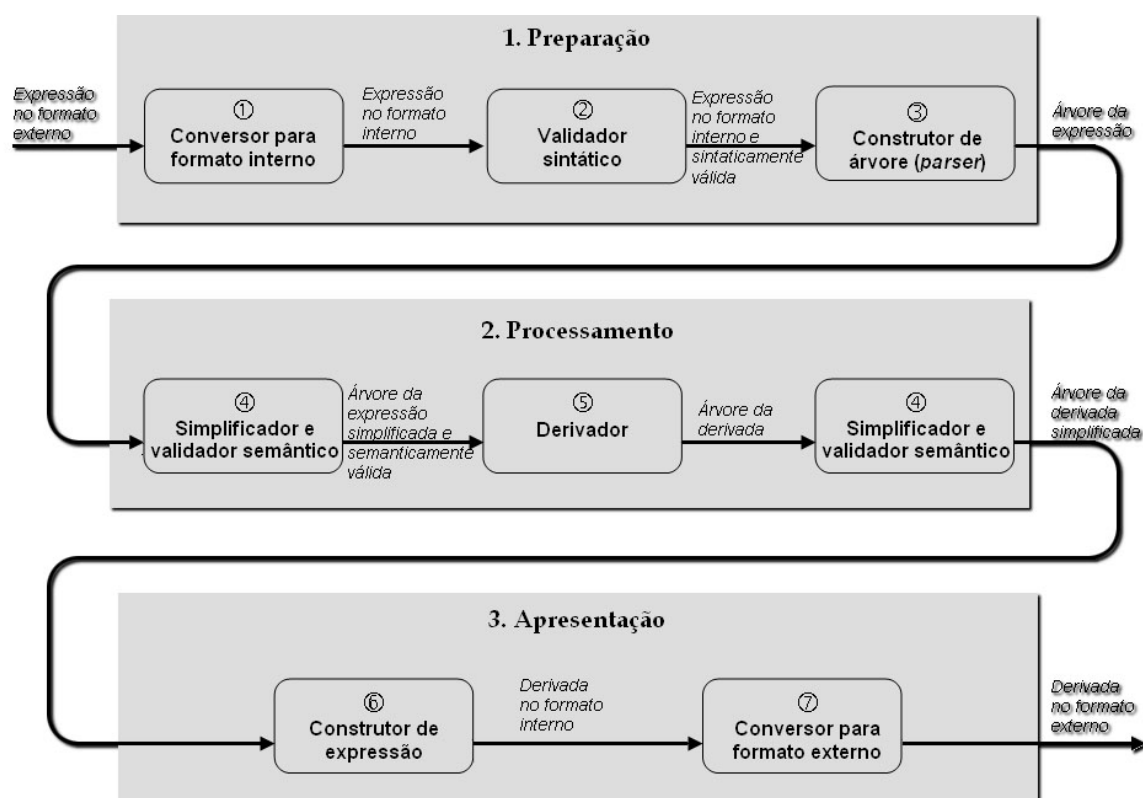 1. Preparação
Expressão
no formato
externo
①
Conversor para
formato interno
Expressão
no formato
interno
②
Validador
sintático
Expressão
no formato
interno e
sintaticamente
válida
③
Construtor de
árvore (parser)
Árvore da
expressão
2. Processamento
④
Simplificador e
validador semântico
Árvore da
expressão
simplificada e
semanticamente
válida
⑤
Derivador
Árvore da
derivada
④
Simplificador e
validador semântico
Árvore da
derivada
simplificada
3. Apresentação
⑥
Construtor de
expressão
Derivada
no formato
interno
⑦
Conversor para
formato externo
Derivada
no formato
externo